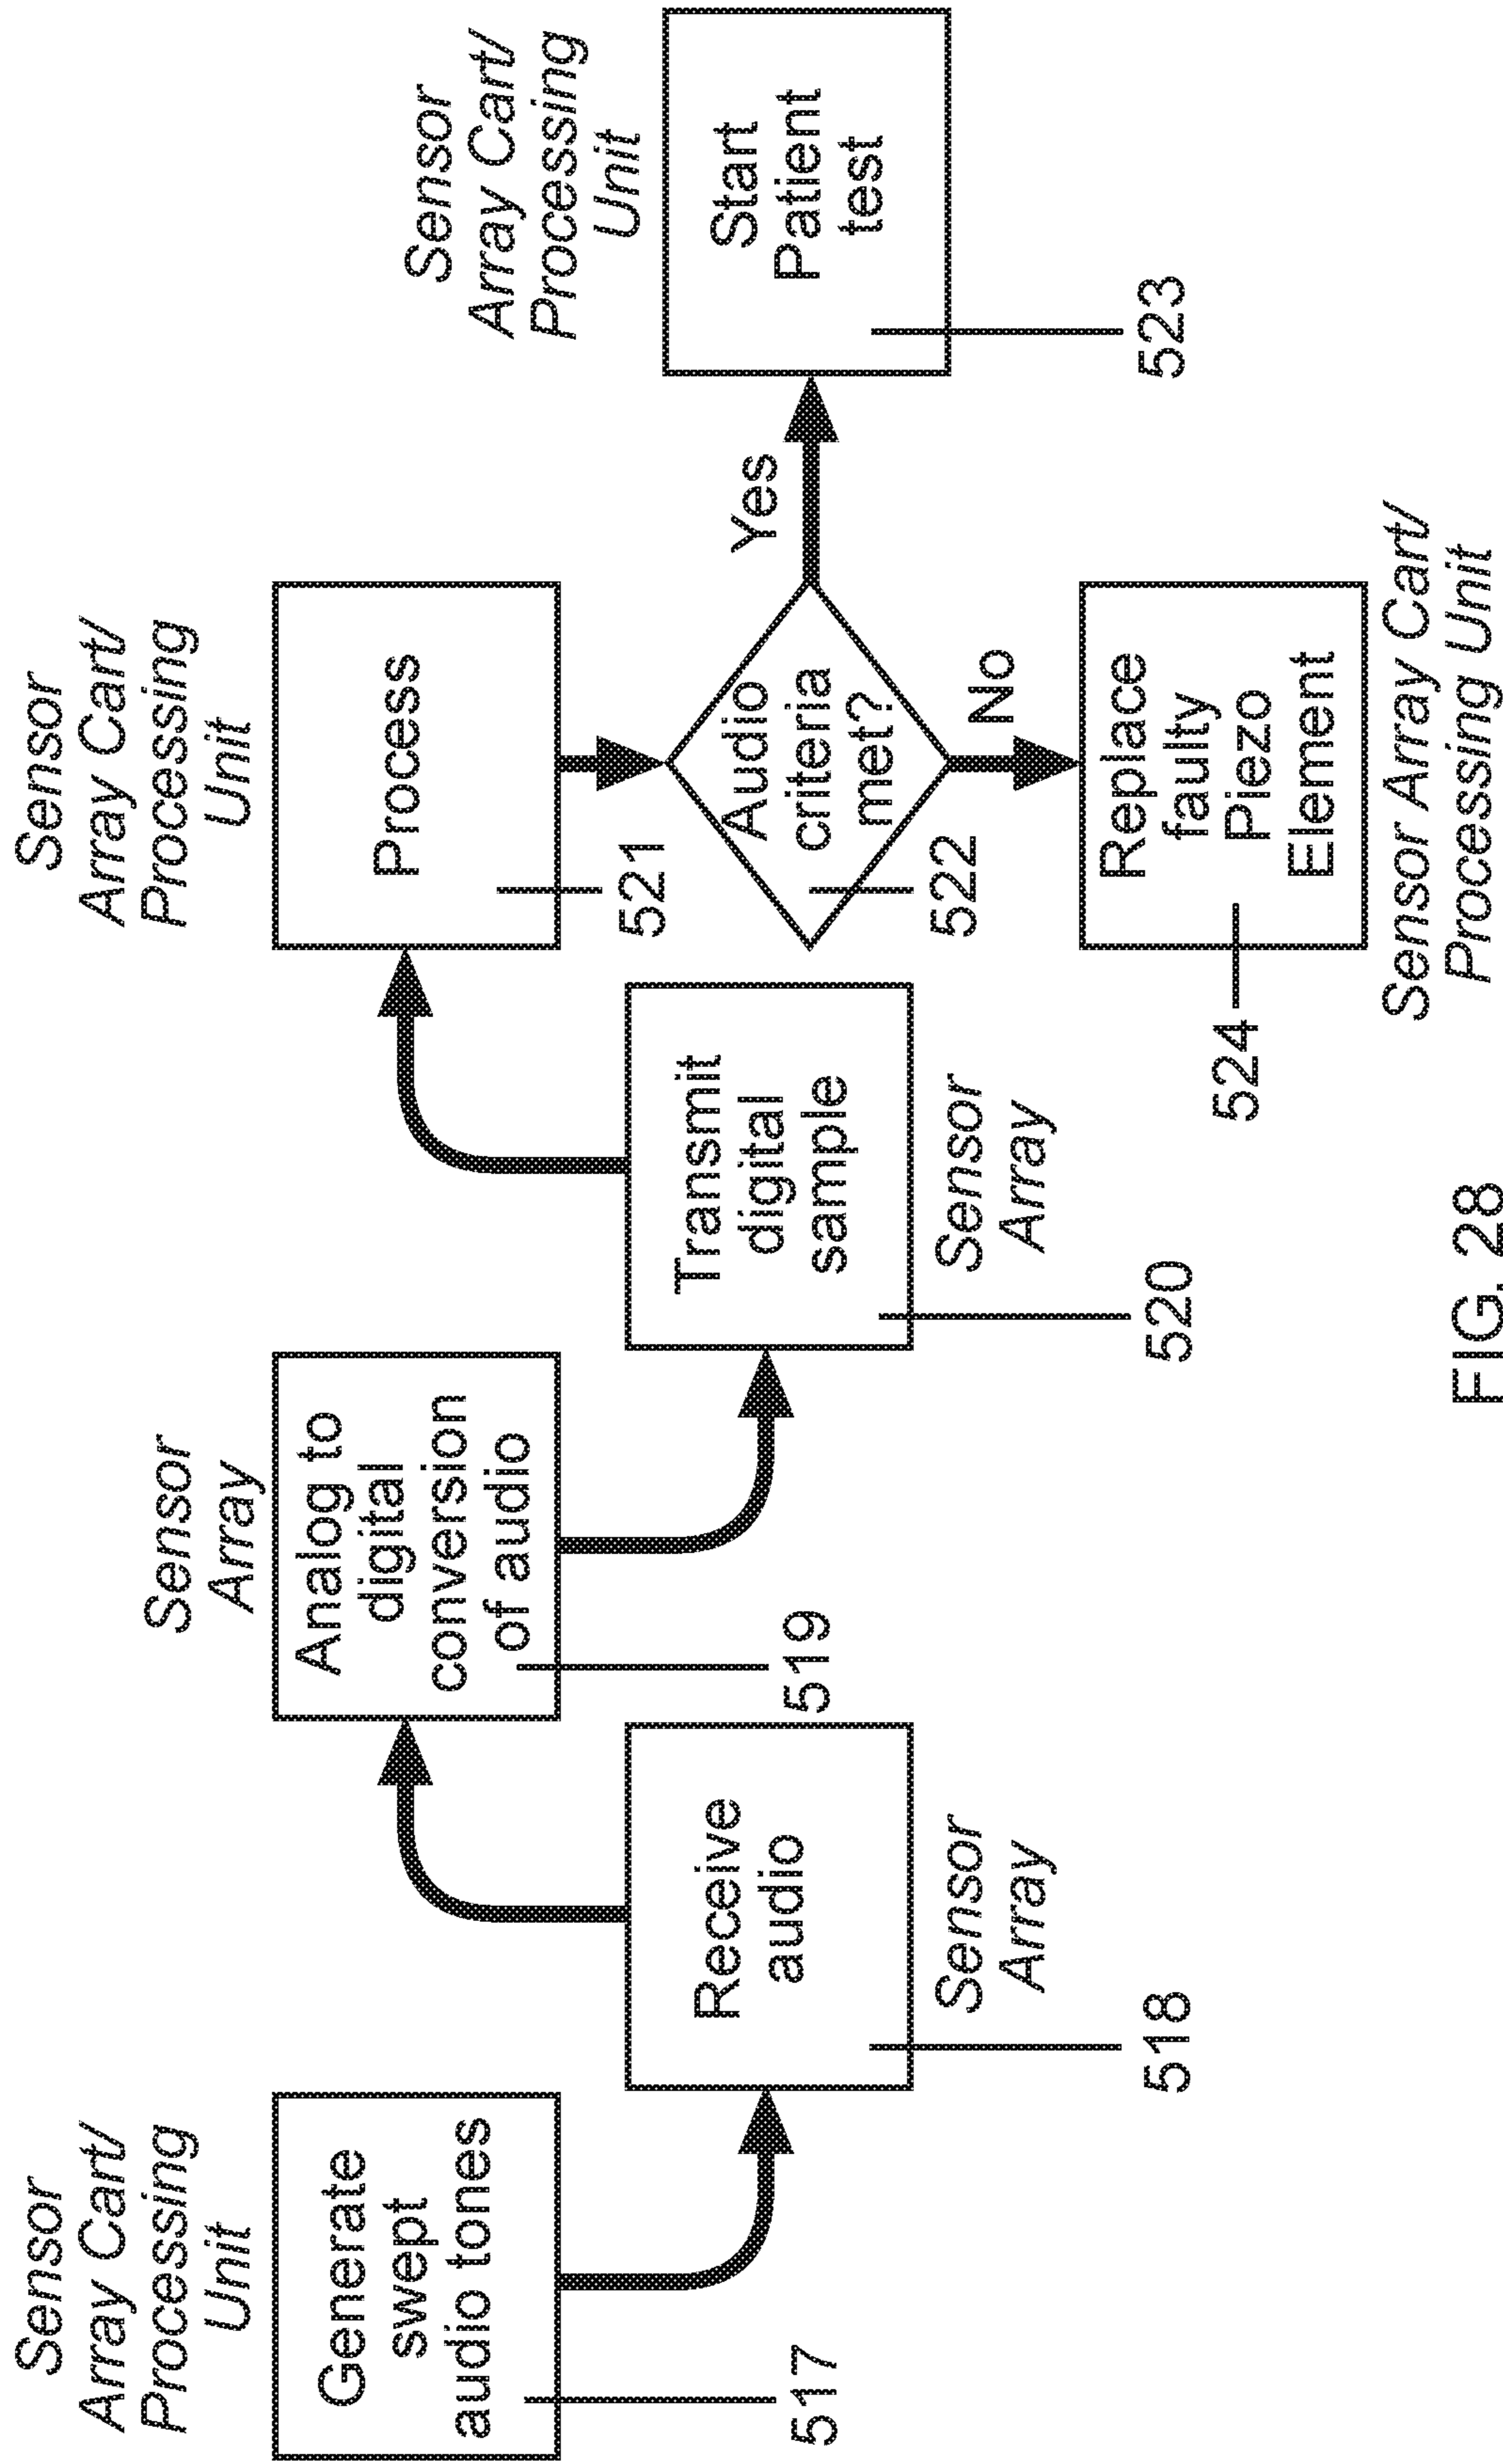 Sensor
Array Cart/
Processing
Unit
Generate
swept
audio tones
517
Receive
audio
Sensor
Array
518
Sensor
Array
Analog to
digital
conversion
of audio
519
Transmit
digital
sample
Sensor
Array
520
Sensor
Array Cart/
Processing
Unit
Process
521
Audio
criteria
met?
522
Yes
No
Sensor
Array Cart/
Processing
Unit
Start
Patient
test
523
Replace
faulty
Piezo
Element
524
Sensor Array Cart/
Processing Unit
FIG. 28